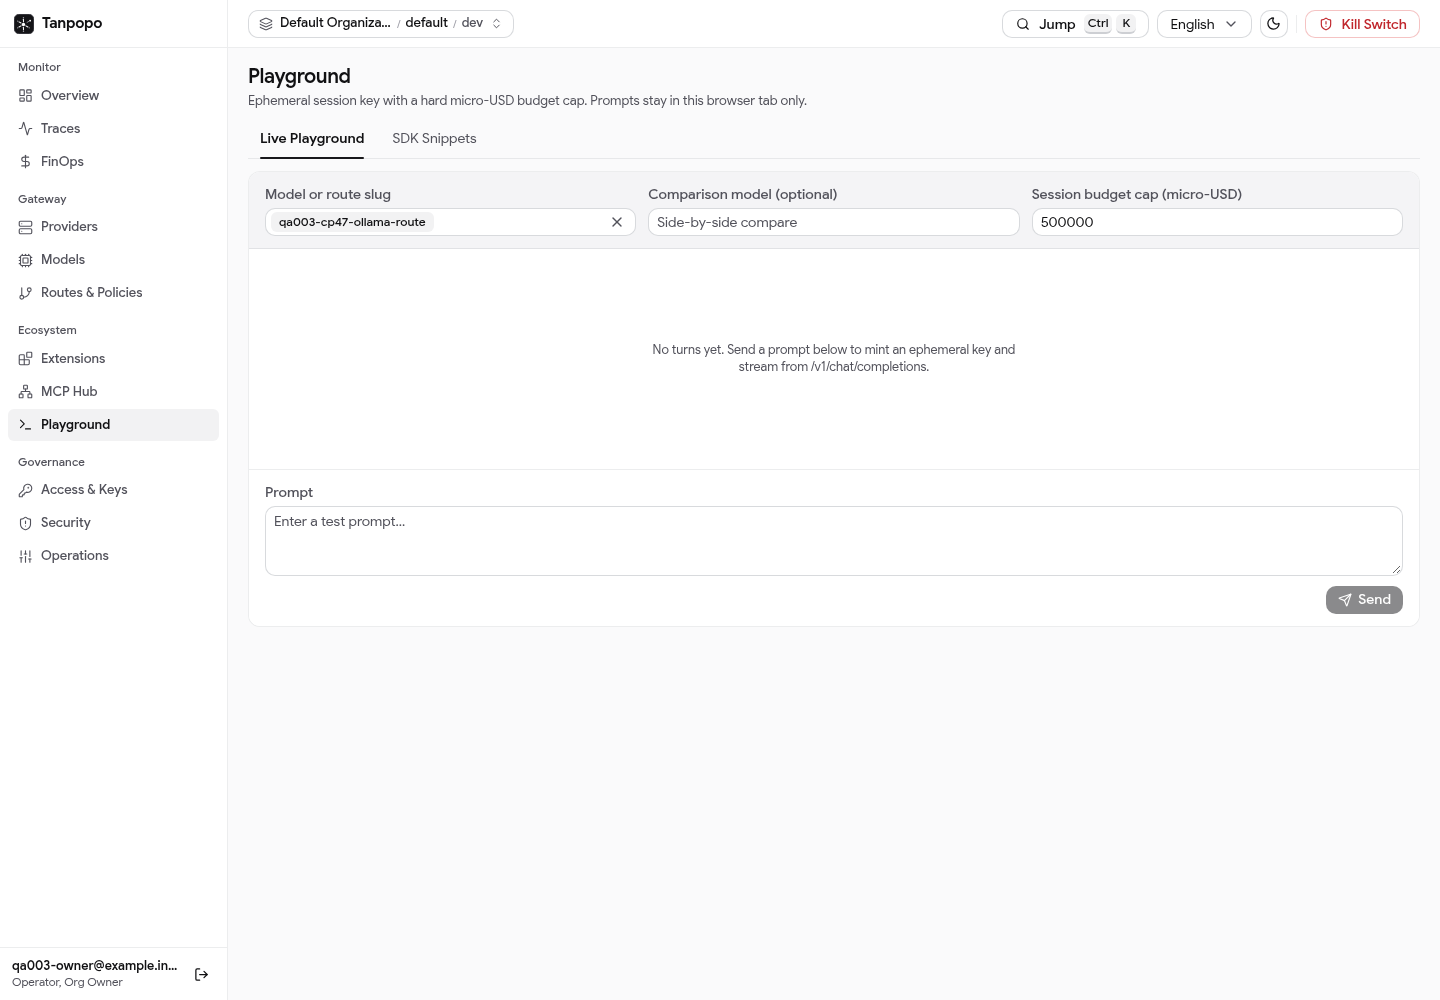 Tanpopo
Default Organiza... / default / dev
Jump Ctrl K
English
Kill Switch
Monitor
Overview
Traces
FinOps
Gateway
Providers
Models
Routes & Policies
Ecosystem
Extensions
MCP Hub
Playground
Governance
Access & Keys
Security
Operations
qa003-owner@example.in...
Operator, Org Owner
Playground
Ephemeral session key with a hard micro-USD budget cap. Prompts stay in this browser tab only.
Live Playground
SDK Snippets
Model or route slug
qa003-cp47-ollama-route
Comparison model (optional)
Side-by-side compare
Session budget cap (micro-USD)
500000
No turns yet. Send a prompt below to mint an ephemeral key and
stream from /v1/chat/completions.
Prompt
Enter a test prompt...
Send